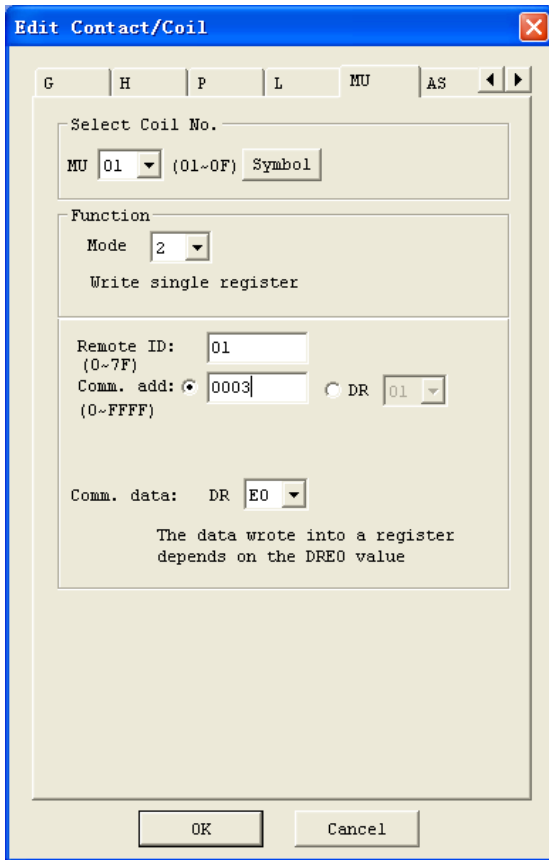 Edit Contact/Coil
G H P L MU AS
Select Coil No.
MU 01 (01~0F) Symbol
Function
Mode 2
Write single register
Remote ID: 01
(0~7F)
Comm. add: 0003 DR 01
(0~FFFF)
Comm. data: DR E0
The data wrote into a register
depends on the DRE0 value
OK Cancel